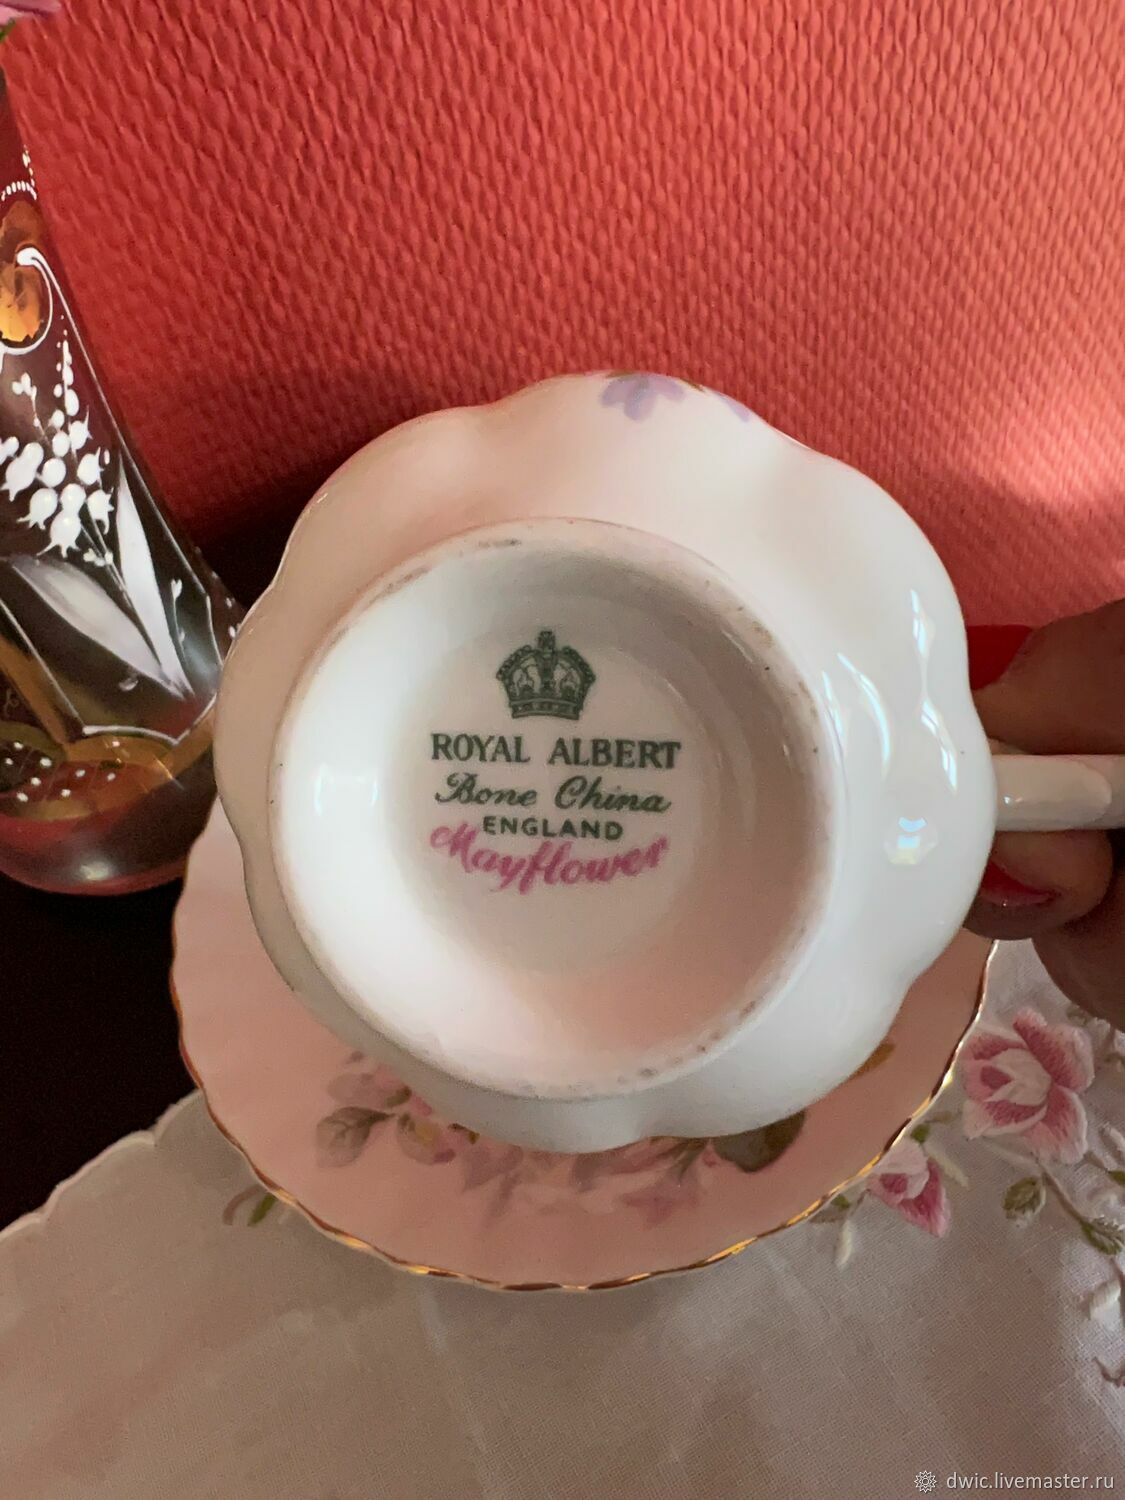 ROYAL ALBERT
Bone China
ENGLAND
Mayflower
dwic.livemaster.ru